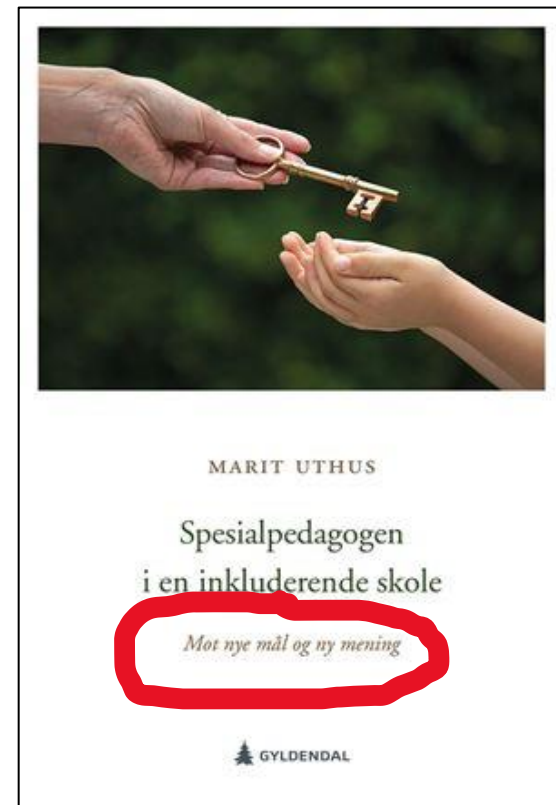 MARIT UTHUS
Spesialpedagogen
i en inkluderende skole
Mot nye mål og ny mening
GYLDENDAL